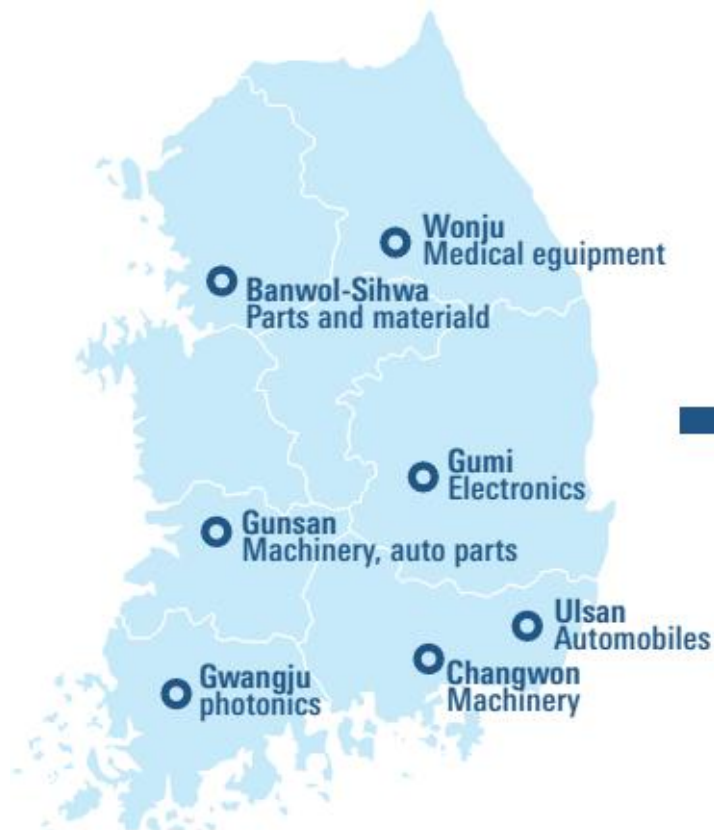 Wonju
Medical eguipment
Banwol-Sihwa
Parts and materiald
Gumi
Electronics
Gunsan
Machinery, auto parts
Ulsan
Automobiles
Changwon
Machinery
Gwangju
photonics